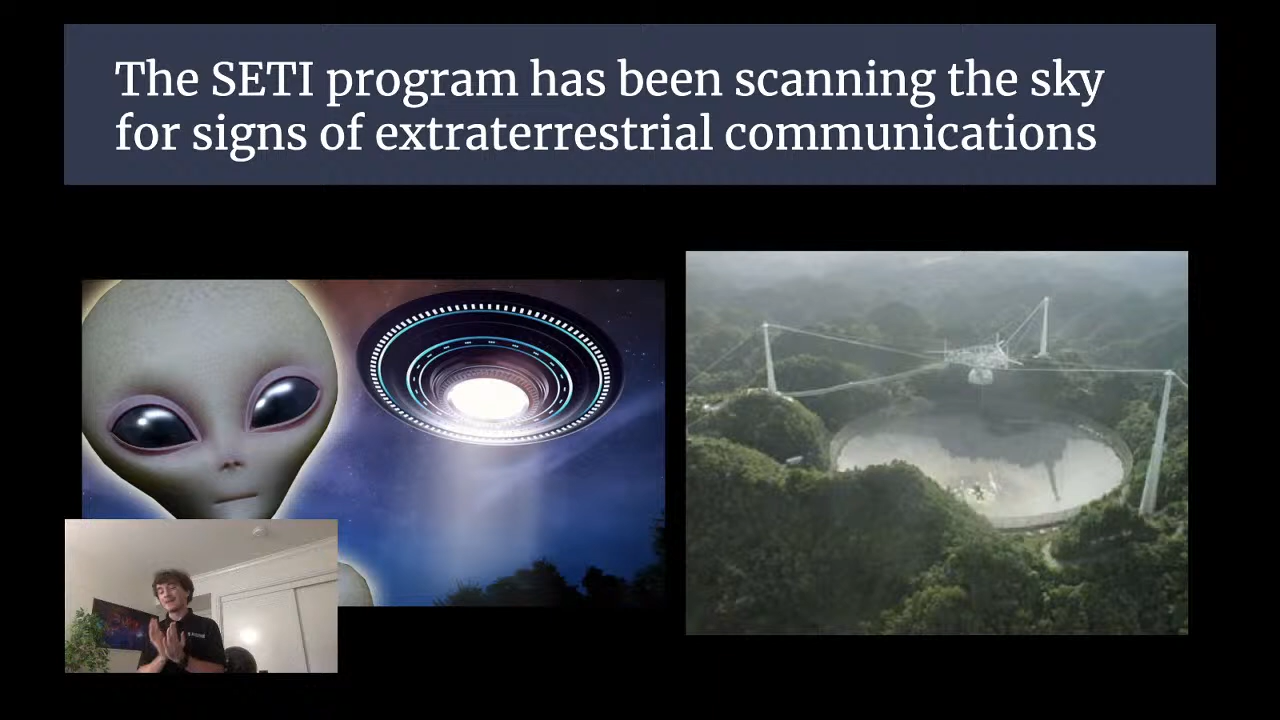 The SETI program has been scanning the sky
for signs of extraterrestrial communications